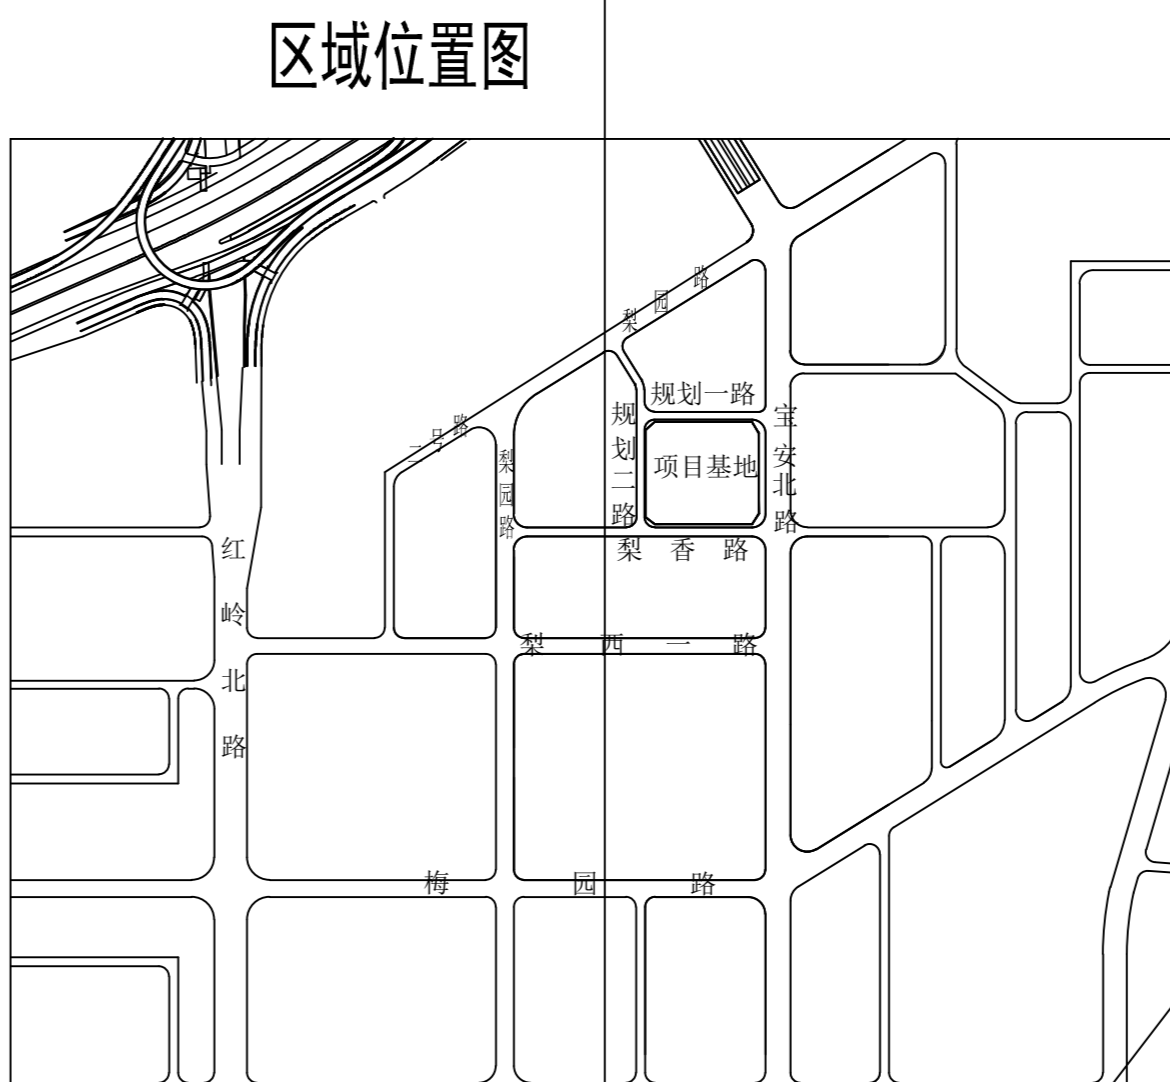 区域位置图
梨园路
二号路
规划一路
规划二路
宝安北路
项目基地
梨园路
梨香路
红岭北路
梨西一路
梅园路